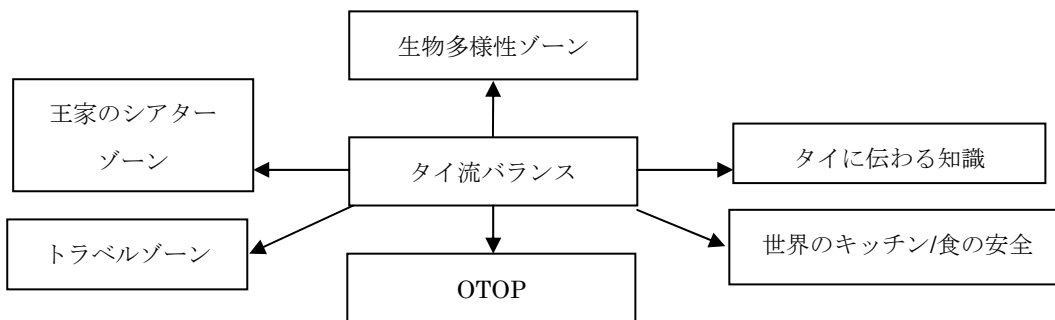 生物多様性ゾーン
王家のシアター
ゾーン
タイ流バランス
タイに伝わる知識
トラベルゾーン
世界のキッチン/食の安全
OTOP